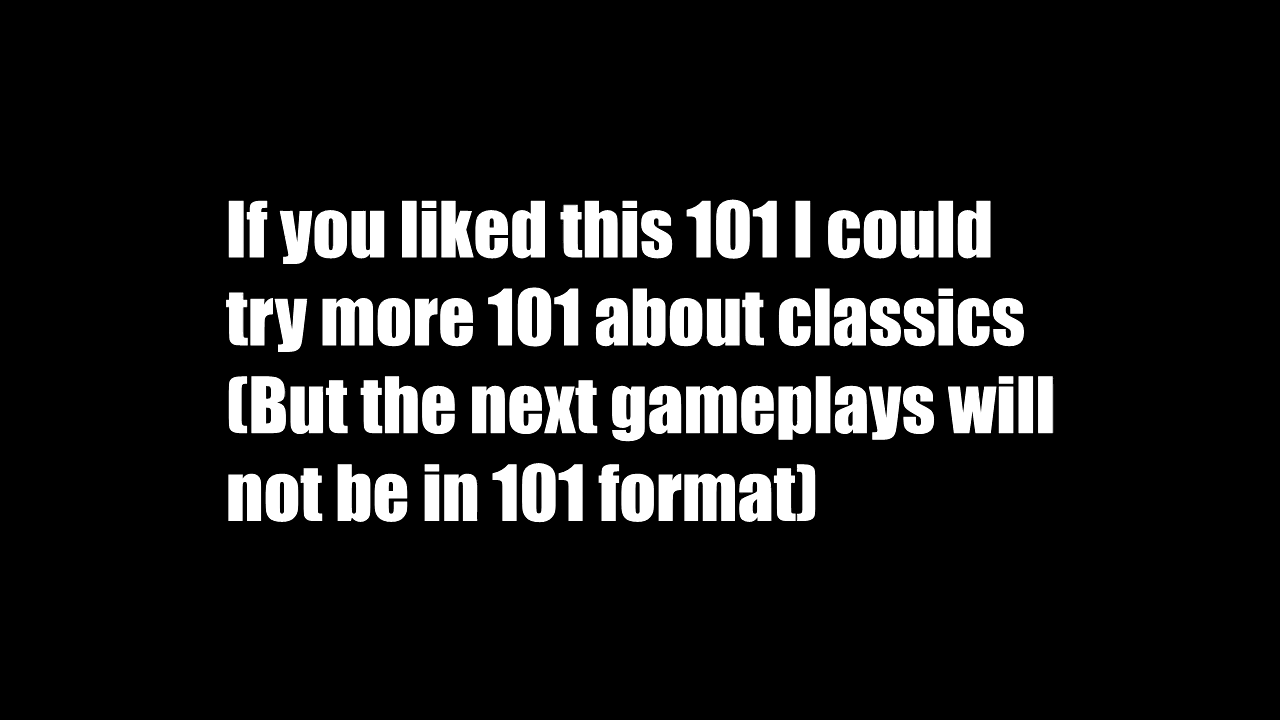 If you liked this 101 I could
try more 101 about classics
(But the next gameplays will
not be in 101 format)